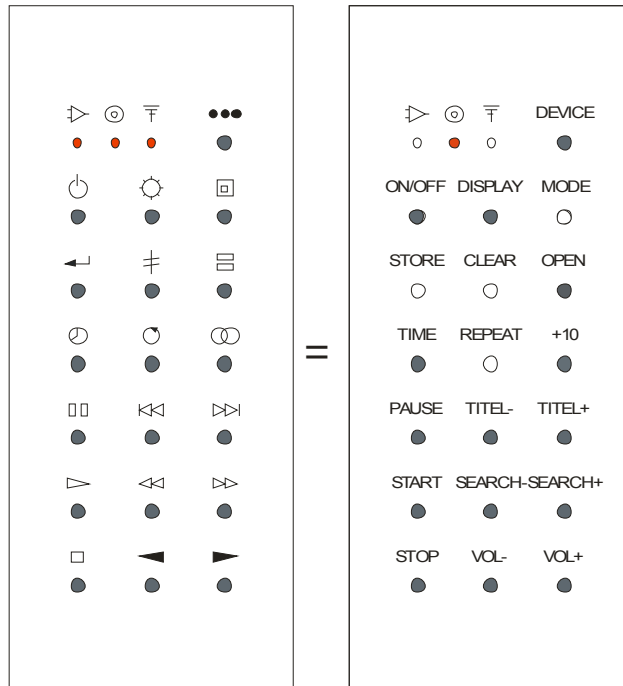 DEVICE
ON/OFF DISPLAY MODE
STORE CLEAR OPEN
TIME REPEAT +10
=
PAUSE TITEL- TITEL+
START SEARCH- SEARCH+
STOP VOL- VOL+